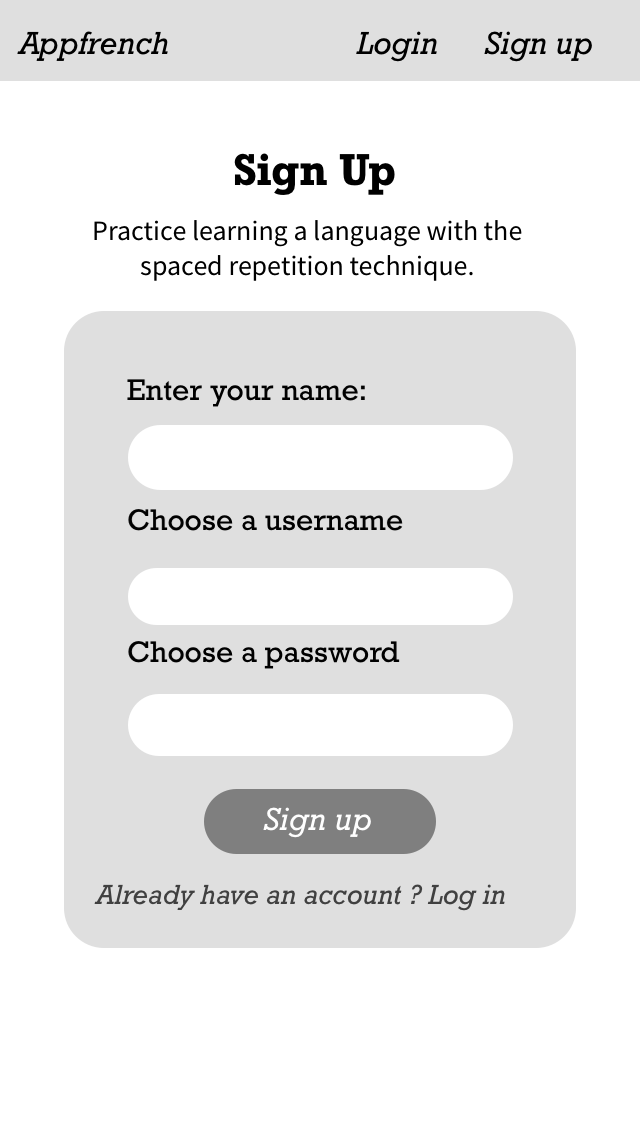 Appfrench Login Sign up
Sign Up
Practice learning a language with the
spaced repetition technique.
Enter your name:
Choose a username
Choose a password
Sign up
Already have an account ? Log in